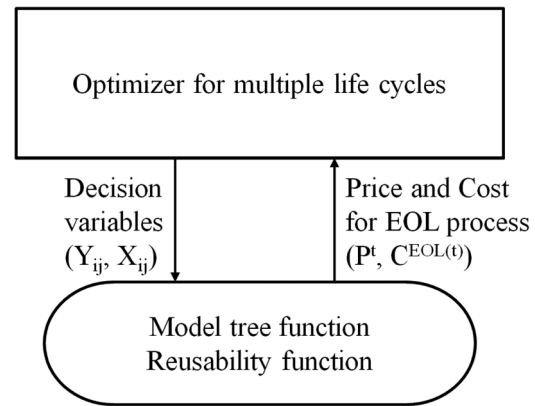 Optimizer for multiple life cycles
Decision
variables
(Yij, Xij)
Price and Cost
for EOL process
(Pt, CEOL(t))
Model tree function
Reusability function